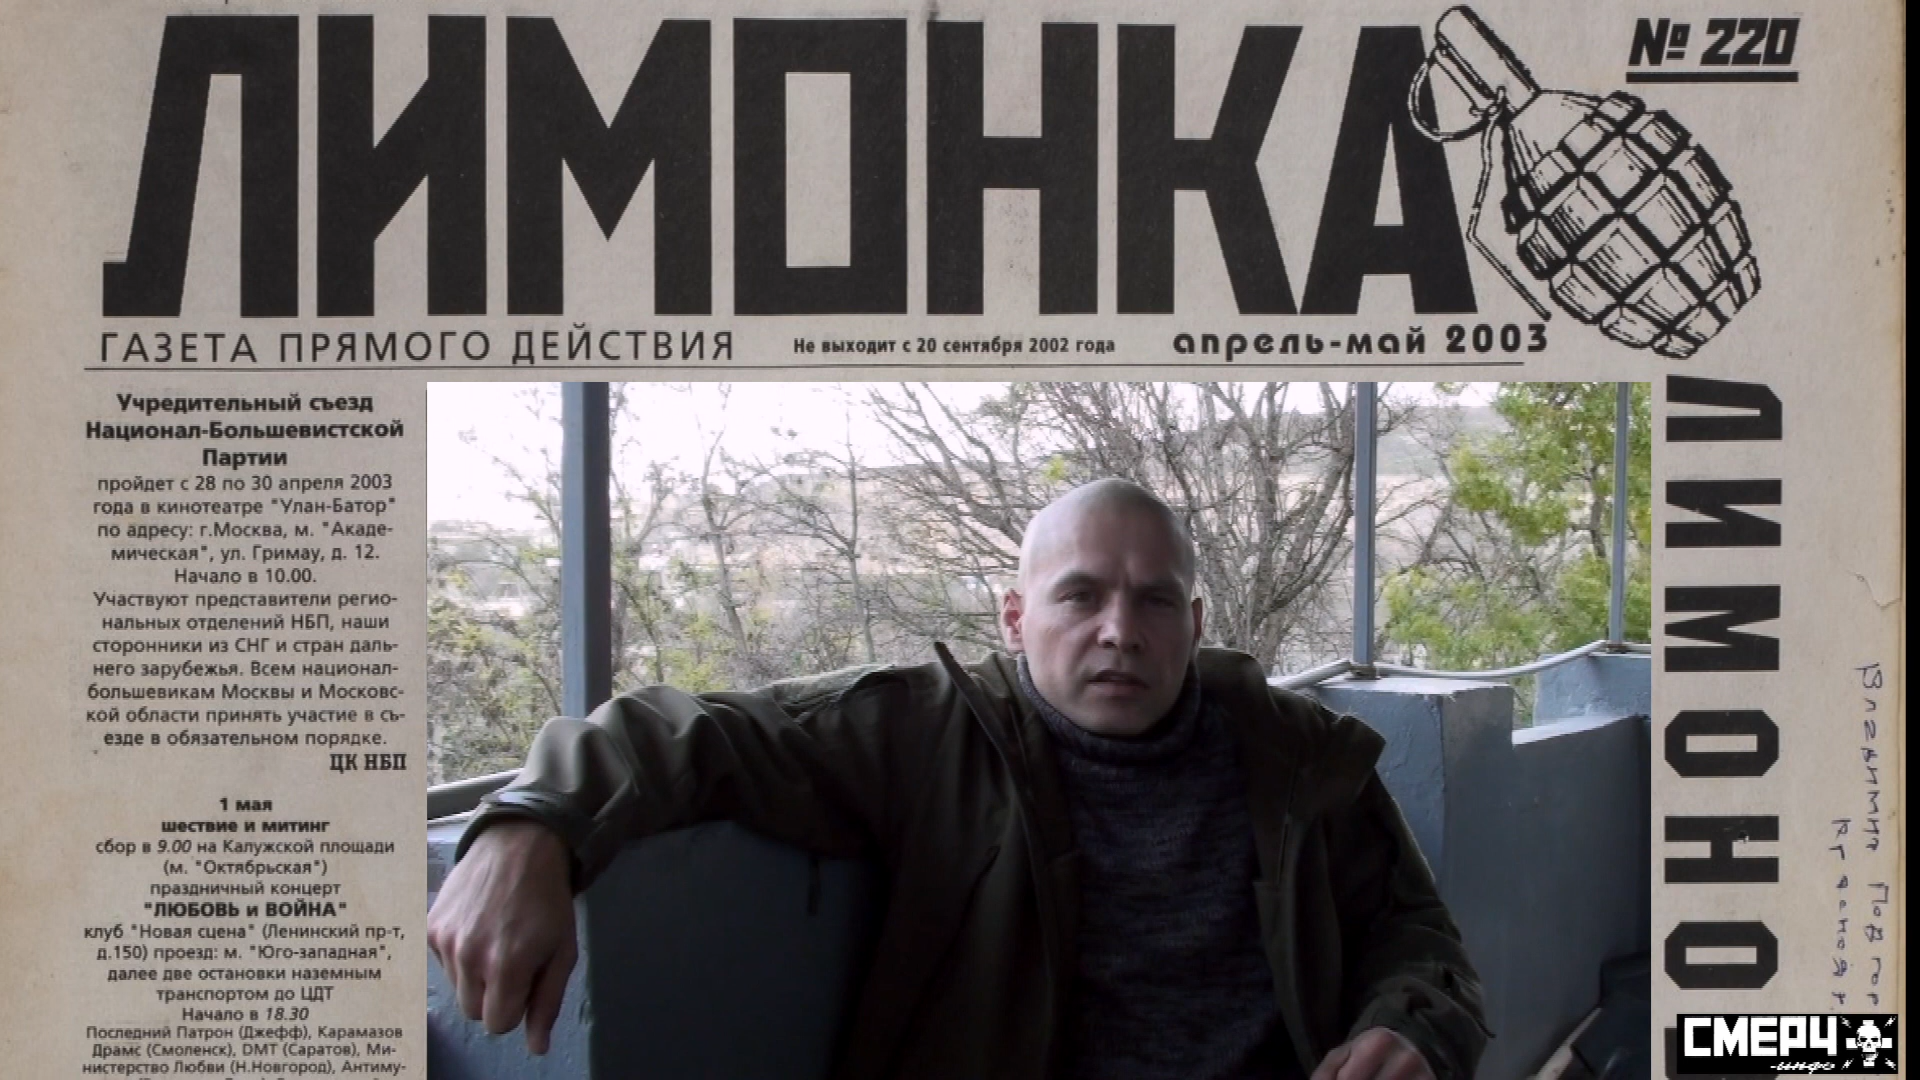 ЛИМОНКА
№ 220
ГАЗЕТА ПРЯМОГО ДЕЙСТВИЯ
Не выходит с 20 сентября 2002 года
апрель-май 2003
Учредительный съезд
Национал-Большевистской
Партии
пройдет с 28 по 30 апреля 2003
года в кинотеатре "Улан-Батор"
по адресу: г.Москва, м. "Акаде-
мическая", ул. Гримау, д. 12.
Начало в 10.00.
Участвуют представители регио-
нальных отделений НБП, наши
сторонники из СНГ и стран даль-
него зарубежья. Всем национал-
большевикам Москвы и Московс-
кой области принять участие в съ-
езде в обязательном порядке.
ЦК НБП
1 мая
шествие и митинг
сбор в 9.00 на Калужской площади
(м. "Октябрьская")
праздничный концерт
"ЛЮБОВЬ и ВОЙНА"
клуб "Новая сцена" (Ленинский пр-т,
д.150) проезд: м. "Юго-западная",
далее две остановки наземным
транспортом до ЦДТ
Начало в 18.30
Последний Патрон (Джефф), Карамазов
Драмс (Смоленск), DMT (Саратов), Ми-
нистерство Любви (Н.Новгород), Антиму-
ЛИМОНО
СМЕРЧ
-инфо